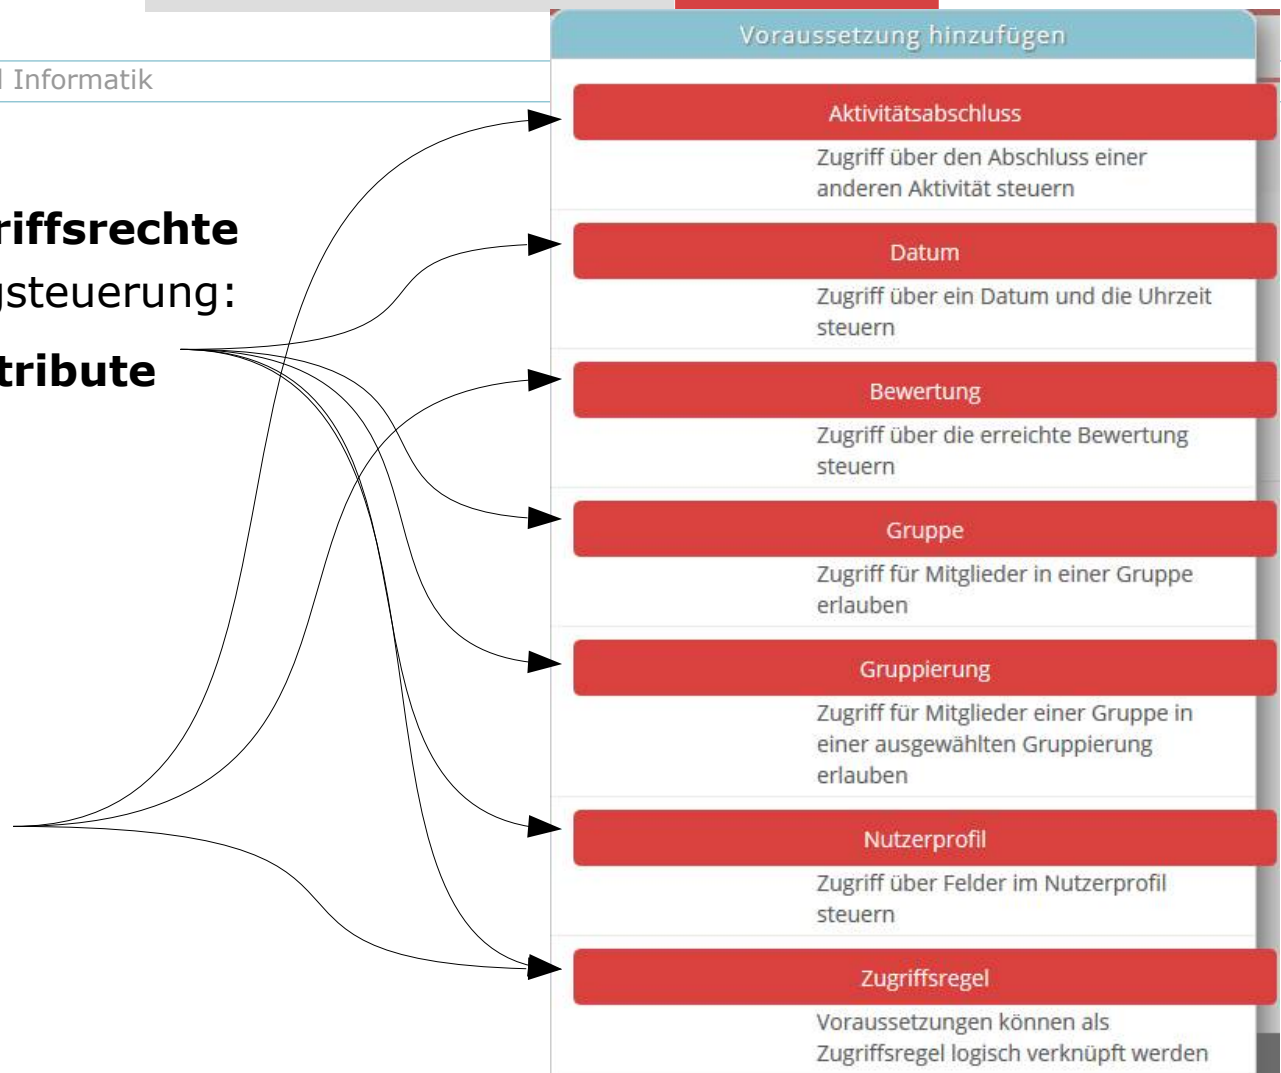 Voraussetzung hinzufügen
Informatik
Aktivitätsabschluss
Zugriff über den Abschluss einer
anderen Aktivität steuern
riffsrechte
Datum
gsteuerung:
Zugriff über ein Datum und die Uhrzeit
steuern
tribute
Bewertung
Zugriff über die erreichte Bewertung
steuern
Gruppe
Zugriff für Mitglieder in einer Gruppe
erlauben
Gruppierung
Zugriff für Mitglieder einer Gruppe in
einer ausgewählten Gruppierung
erlauben
Nutzerprofil
Zugriff über Felder im Nutzerprofil
steuern
Zugriffsregel
Voraussetzungen können als
Zugriffsregel logisch verknüpft werden